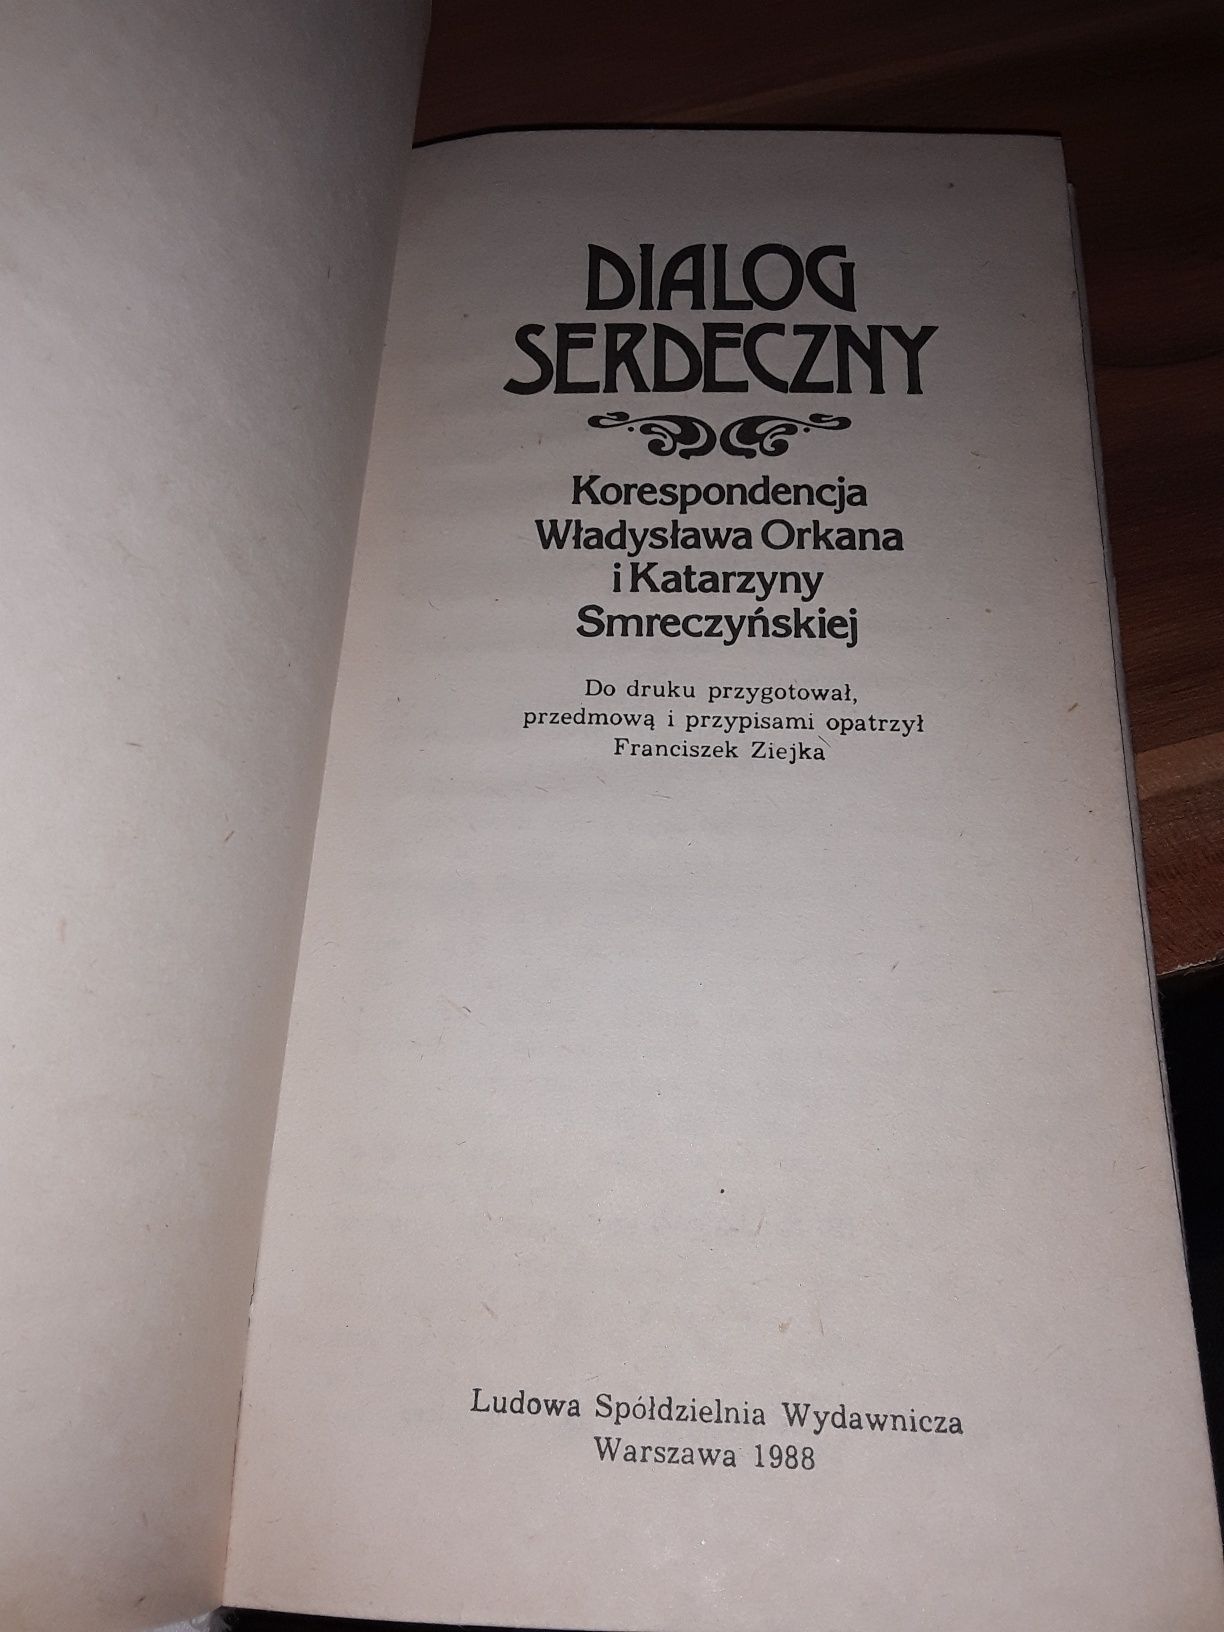 DIALOG
SERDECZNY
Korespondencja
Władysława Orkana
i Katarzyny
Smreczyńskiej
Do druku przygotował,
przedmową i przypisami opatrzył
Franciszek Ziejka
Ludowa Spółdzielnia Wydawnicza
Warszawa 1988